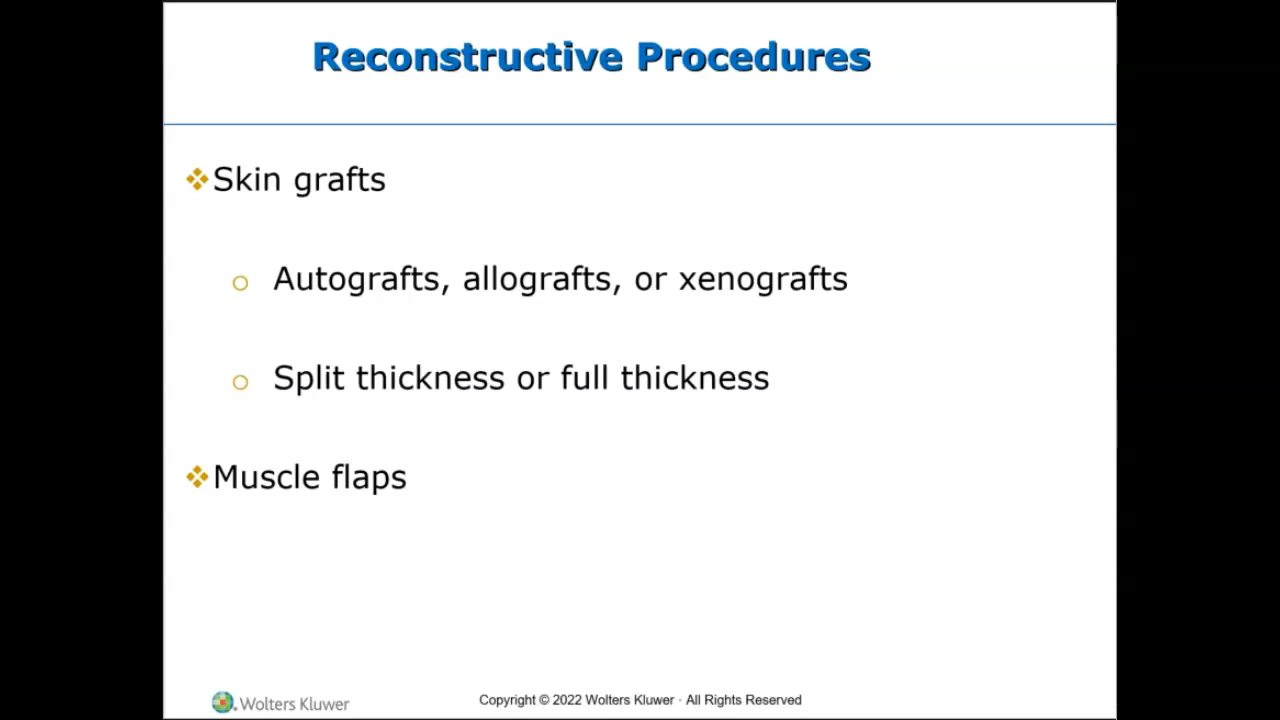 Reconstructive Procedures
Skin grafts
Autografts, allografts, or xenografts
Split thickness or full thickness
Muscle flaps
Wolters Kluwer
Copyright © 2022 Wolters Kluwer · All Rights Reserved